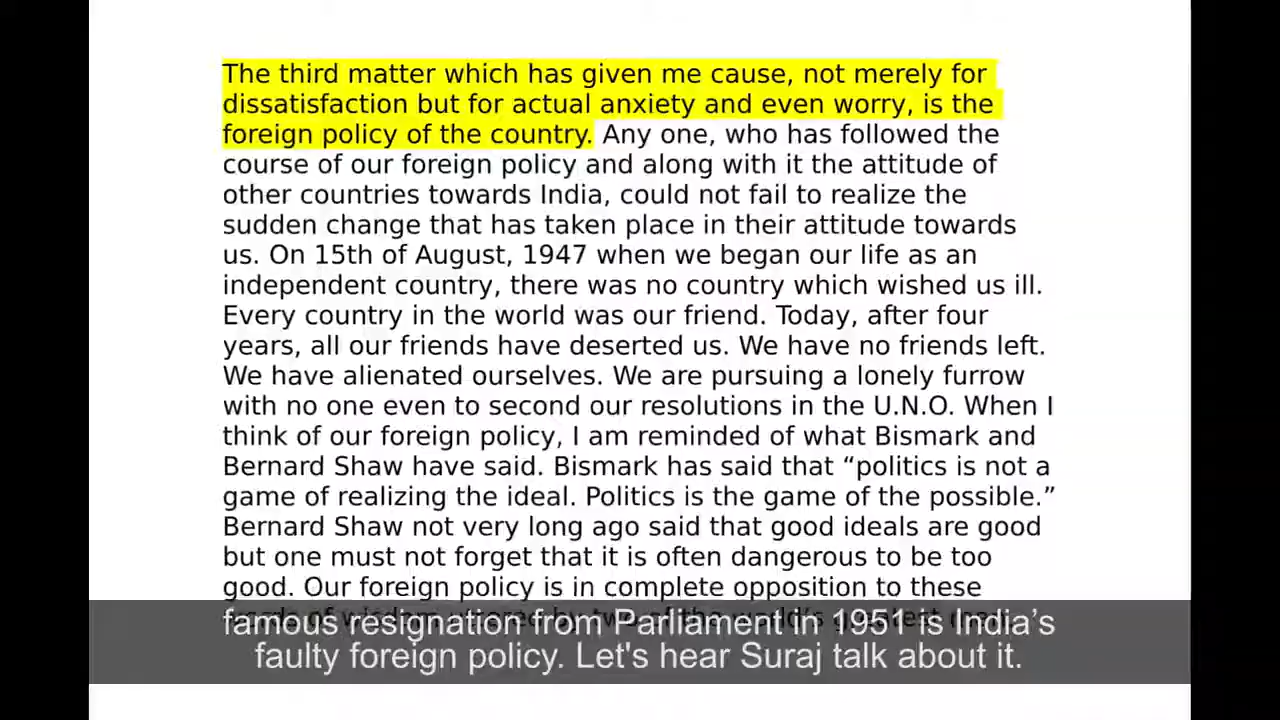 The third matter which has given me cause, not merely for
dissatisfaction but for actual anxiety and even worry, is the
foreign policy of the country. Any one, who has followed the
course of our foreign policy and along with it the attitude of
other countries towards India, could not fail to realize the
sudden change that has taken place in their attitude towards
us. On 15th of August, 1947 when we began our life as an
independent country, there was no country which wished us ill.
Every country in the world was our friend. Today, after four
years, all our friends have deserted us. We have no friends left.
We have alienated ourselves. We are pursuing a lonely furrow
with no one even to second our resolutions in the U.N.O. When I
think of our foreign policy, I am reminded of what Bismark and
Bernard Shaw have said. Bismark has said that “politics is not a
game of realizing the ideal. Politics is the game of the possible.”
Bernard Shaw not very long ago said that good ideals are good
but one must not forget that it is often dangerous to be too
good. Our foreign policy is in complete opposition to these
famous resignation from Parliament in 1951 is India’s
faulty foreign policy. Let's hear Suraj talk about it.